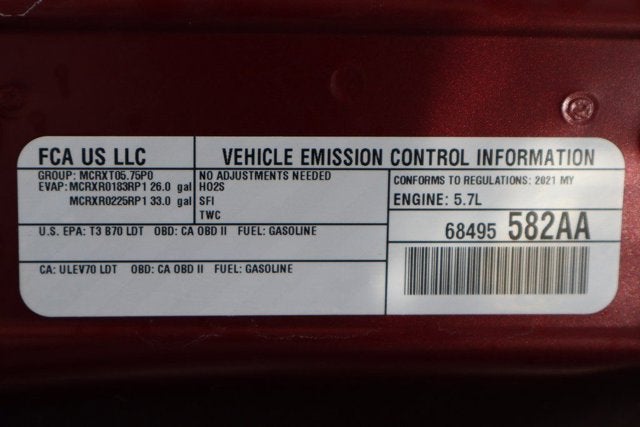 FCA US LLC
VEHICLE EMISSION CONTROL INFORMATION
GROUP: MCRXT05.75P0
EVAP: MCRXR0183RP1 26.0 gal
MCRXR0225RP1 33.0 gal
NO ADJUSTMENTS NEEDED
HO2S
SFI
TWC
CONFORMS TO REGULATIONS: 2021 MY
ENGINE: 5.7L
U.S. EPA: T3 B70 LDT OBD: CA OBD II FUEL: GASOLINE
CA: ULEV70 LDT OBD: CA OBD II FUEL: GASOLINE
68495 582AA